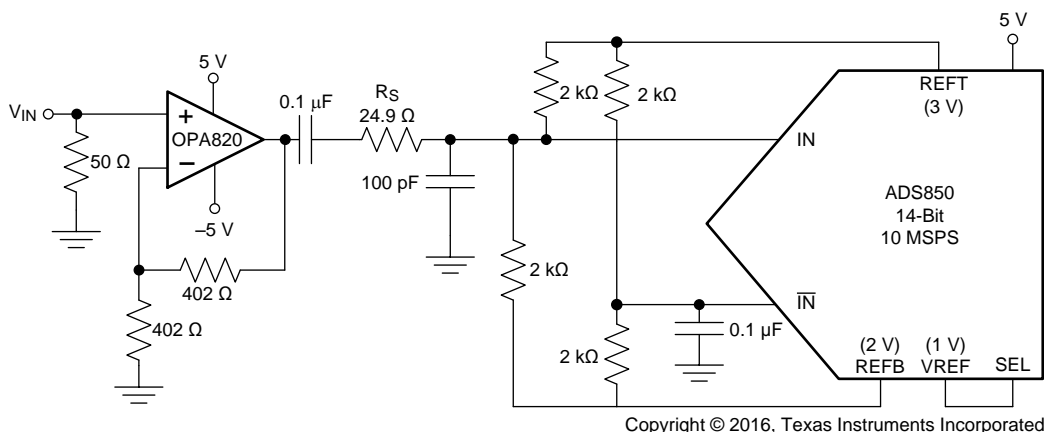 5 V
REFT
(3 V)
5 V
0.1 µF
RS
24.9 Ω
2 kΩ
2 kΩ
VIN
+
OPA820
−
IN
50 Ω
100 pF
ADS850
14-Bit
10 MSPS
–5 V
402 Ω
2 kΩ
IN
402 Ω
2 kΩ
0.1 µF
(2 V)
REFB
(1 V)
VREF
SEL
Copyright © 2016, Texas Instruments Incorporated